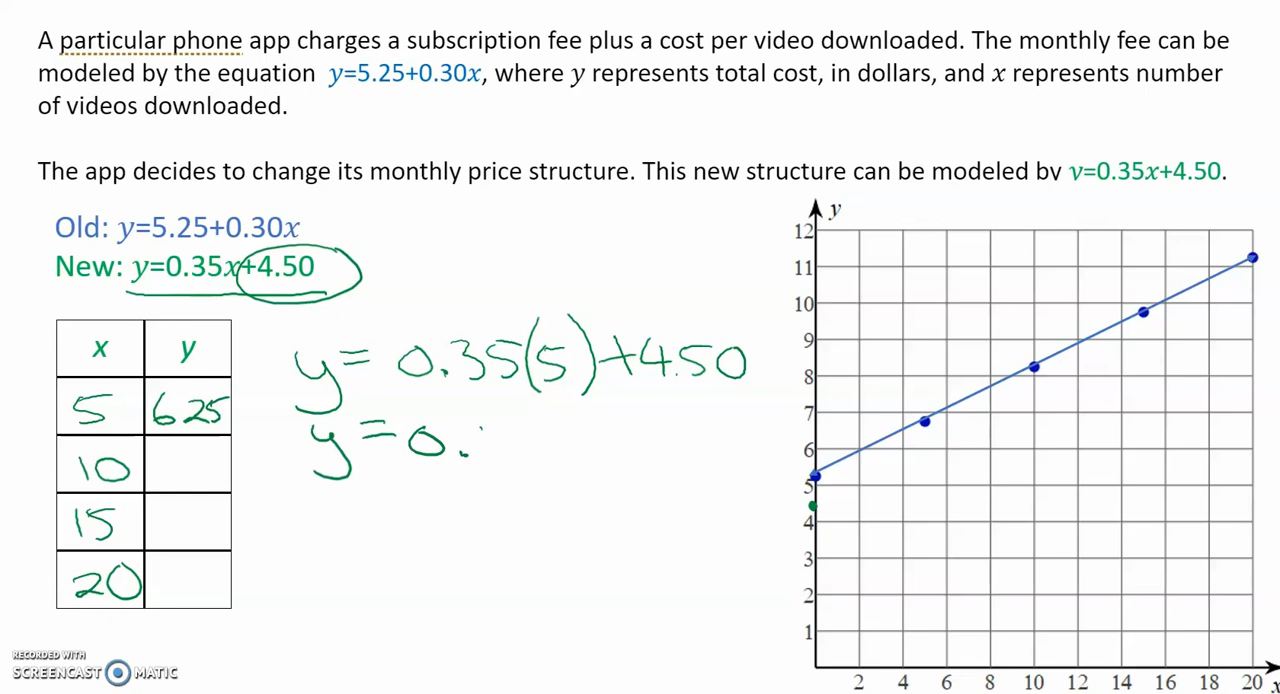 A particular phone app charges a subscription fee plus a cost per video downloaded. The monthly fee can be
modeled by the equation y=5.25+0.30x, where y represents total cost, in dollars, and x represents number
of videos downloaded.
The app decides to change its monthly price structure. This new structure can be modeled by y=0.35x+4.50.
Old: y=5.25+0.30x
New: y=0.35x+4.50
x y
5 6.25
10
15
20
y = 0.35(5)+4.50
y = 0.
y
12
11
10
9
8
7
6
5
4
3
2
1
2 4 6 8 10 12 14 16 18 20 x
RECORDED WITH
SCREENCAST MATIC